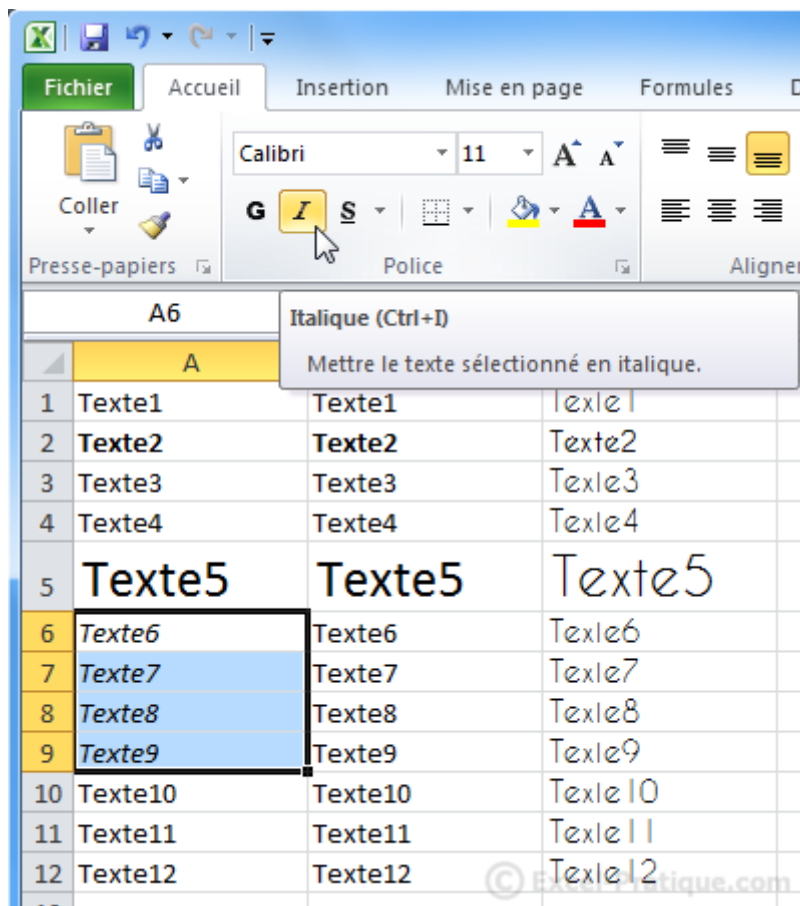 Fichier Accueil Insertion Mise en page Formules
Calibri 11
Coller
G I S A
Presse-papiers Police
A6
Italique (Ctrl+I)
Mettre le texte sélectionné en italique.
A
1 Texte1 Texte1 Texte1
2 Texte2 Texte2 Texte2
3 Texte3 Texte3 Texte3
4 Texte4 Texte4 Texte4
5 Texte5 Texte5 Texte5
6 Texte6 Texte6 Texte6
7 Texte7 Texte7 Texte7
8 Texte8 Texte8 Texte8
9 Texte9 Texte9 Texte9
10 Texte10 Texte10 Texte10
11 Texte11 Texte11 Texte11
12 Texte12 Texte12 Texte12
© Excel-Pratique.com